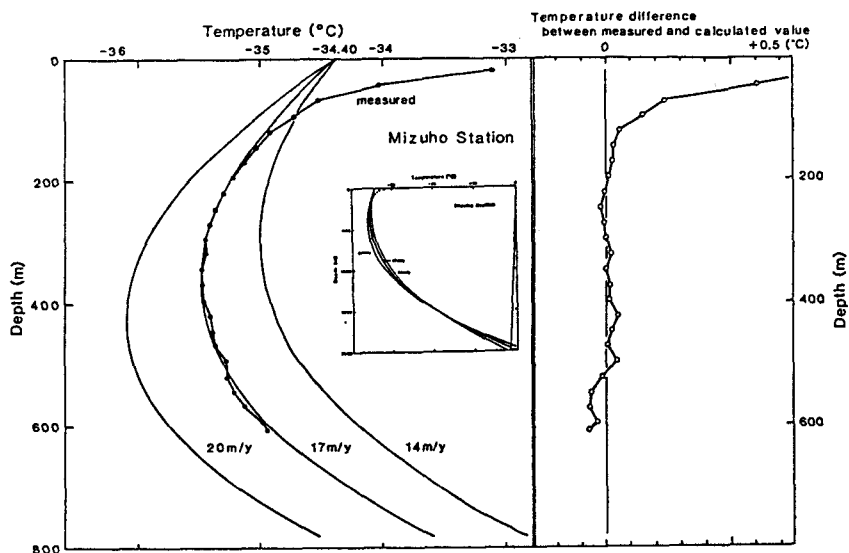 Temperature (°C)
-36 -35 -34.40 -34 -33
0
200
400
600
800
Depth (m)
measured
Mizuho Station
20m/y 17m/y 14m/y
Temperature difference
between measured and calculated value
0 +0.5 (°C)
200
400
600
Depth (m)